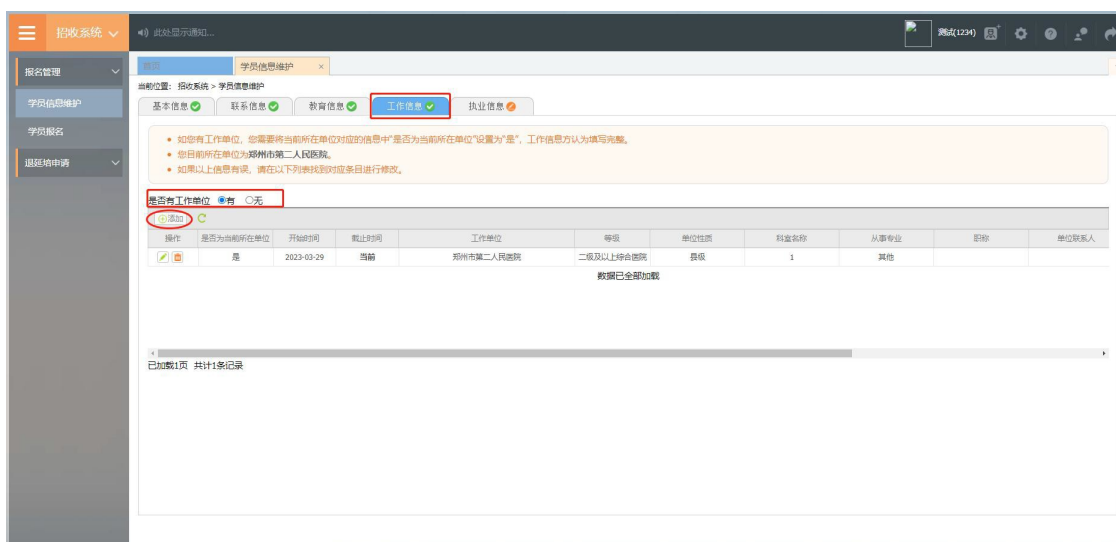 招收系统
此处显示通知...
测试(1234)
报名管理
学员信息维护
学员报名
退延培申请
首页
学员信息维护 ×
当前位置: 招收系统 > 学员信息维护
基本信息 联系信息 教育信息 工作信息 执业信息
• 如您有工作单位，您需要将当前所在单位对应的信息中"是否为当前所在单位"设置为"是"，工作信息方认为填写完整。
• 您目前所在单位为郑州市第二人民医院。
• 如果以上信息有误，请在以下列表找到对应条目进行修改。
是否有工作单位 有 无
添加
操作 是否为当前所在单位 开始时间 截止时间 工作单位 等级 单位性质 科室名称 从事专业 职称 单位联系人
是 2023-03-29 当前 郑州市第二人民医院 二级及以上综合医院 县级 1 其他
数据已全部加载
已加载1页 共计1条记录